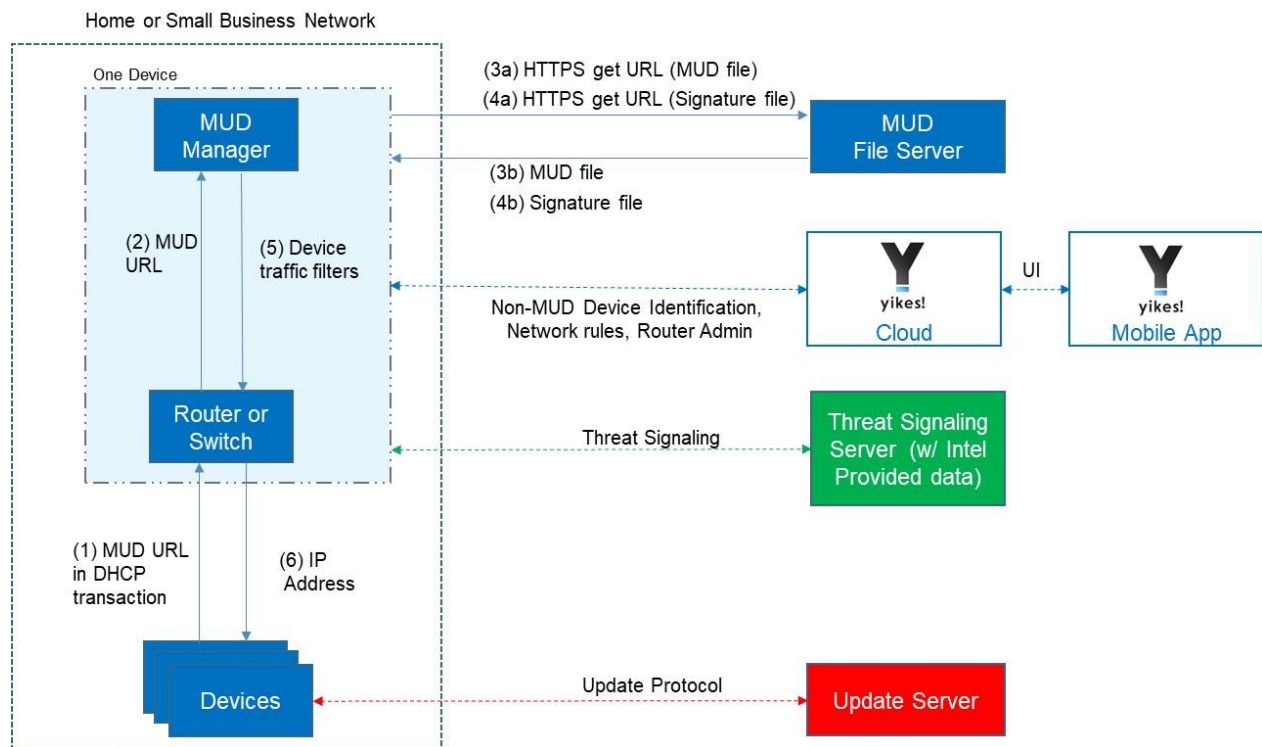 Home or Small Business Network
One Device
MUD
Manager
(3a) HTTPS get URL (MUD file)
(4a) HTTPS get URL (Signature file)
MUD
File Server
(3b) MUD file
(4b) Signature file
(2) MUD
URL
(5) Device
traffic filters
Y
yikes!
Cloud
UI
Y
yikes!
Mobile App
Non-MUD Device Identification,
Network rules, Router Admin
Router or
Switch
Threat Signaling
Threat Signaling
Server (w/ Intel
Provided data)
(1) MUD URL
in DHCP
transaction
(6) IP
Address
Devices
Update Protocol
Update Server